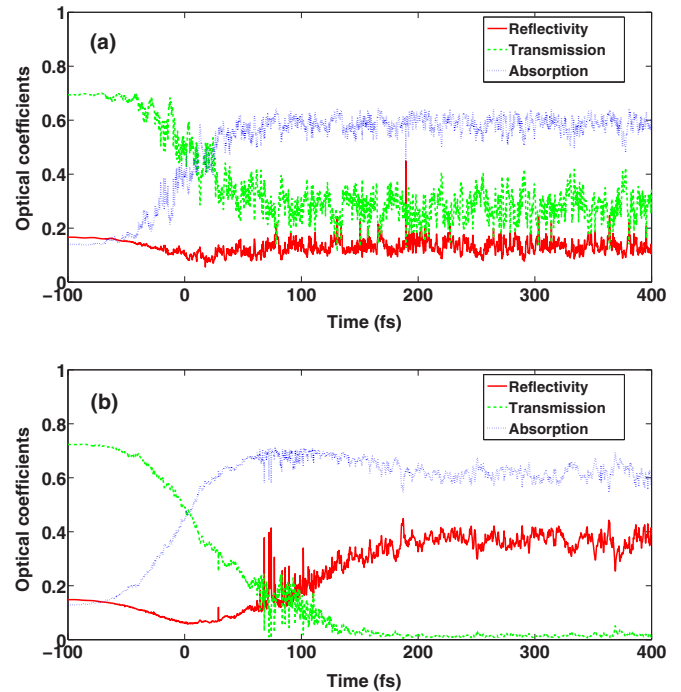 (a)
Reflectivity
Transmission
Absorption
Optical coefficients
1
0.8
0.6
0.4
0.2
0
−100
0
100
200
300
400
Time (fs)
(b)
Reflectivity
Transmission
Absorption
Optical coefficients
1
0.8
0.6
0.4
0.2
0
−100
0
100
200
300
400
Time (fs)